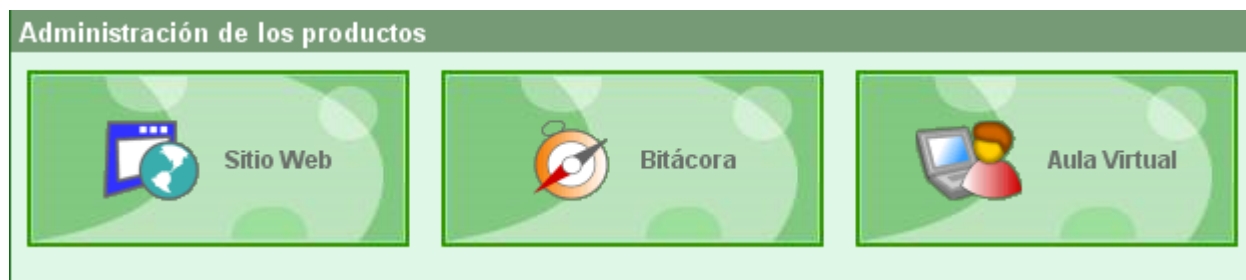 Administración de los productos
Sitio Web
Bitácora
Aula Virtual